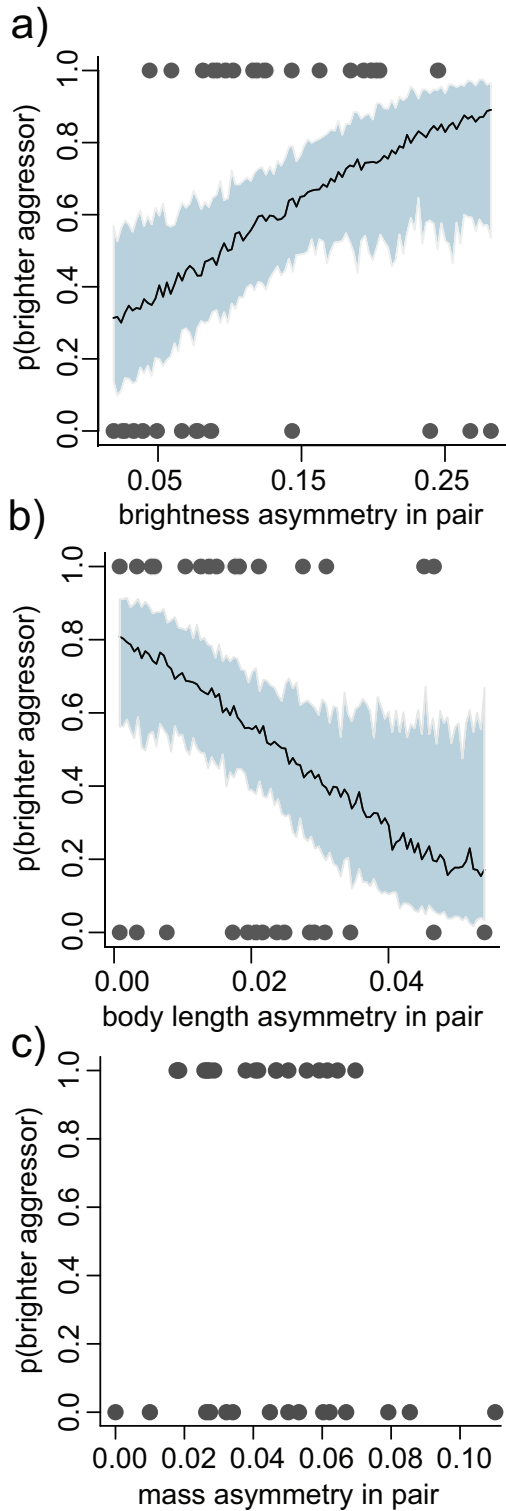 a)
p(brighter aggressor)
1.0
0.8
0.6
0.4
0.2
0.0
0.05 0.15 0.25
brightness asymmetry in pair
b)
p(brighter aggressor)
1.0
0.8
0.6
0.4
0.2
0.0
0.00 0.02 0.04
body length asymmetry in pair
c)
p(brighter aggressor)
1.0
0.8
0.6
0.4
0.2
0.0
0.00 0.02 0.04 0.06 0.08 0.10
mass asymmetry in pair